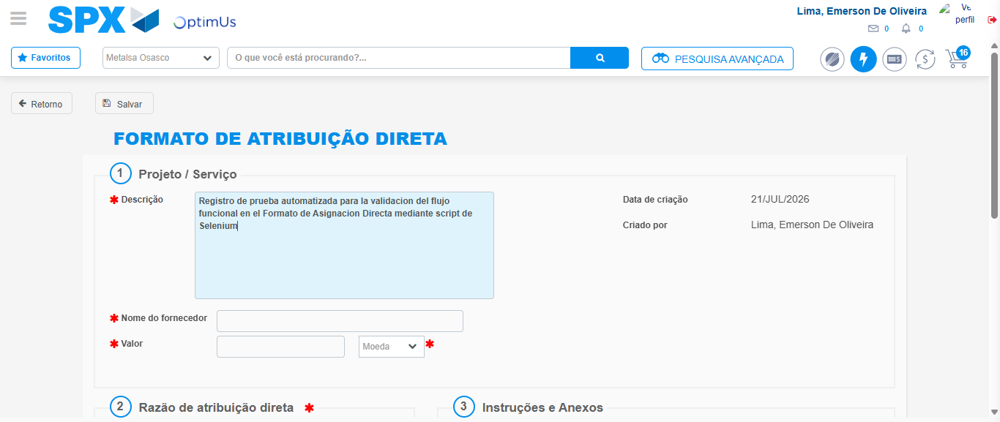 SPX OptimUs
Lima, Emerson De Oliveira
Ve perfil
0 0
Favoritos
Metalsa Osasco
O que você está procurando?...
PESQUISA AVANÇADA
16
Retorno
Salvar
FORMATO DE ATRIBUIÇÃO DIRETA
1 Projeto / Serviço
* Descrição
Registro de prueba automatizada para la validacion del flujo
funcional en el Formato de Asignacion Directa mediante script de
Selenium
Data de criação 21/JUL/2026
Criado por Lima, Emerson De Oliveira
* Nome do fornecedor
* Valor Moeda *
2 Razão de atribuição direta *
3 Instruções e Anexos